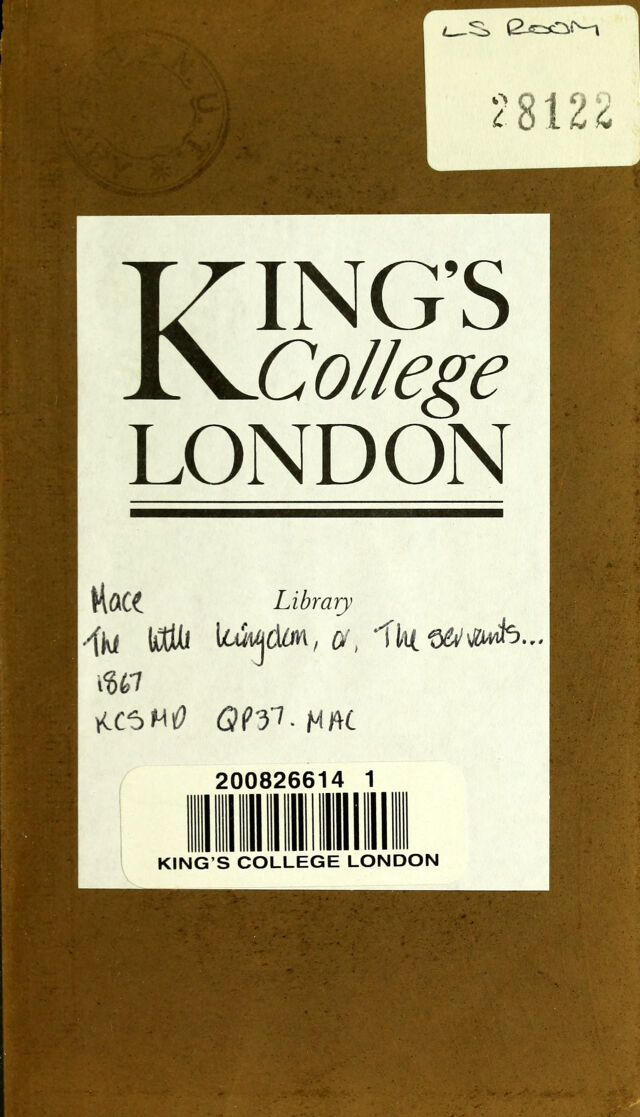 LS ROOM
28122
KING'S
College
LONDON
Library
Mace
The little kingdom, or, The servants...
1867
KCSMD QP37. MAC
200826614 1
KING'S COLLEGE LONDON